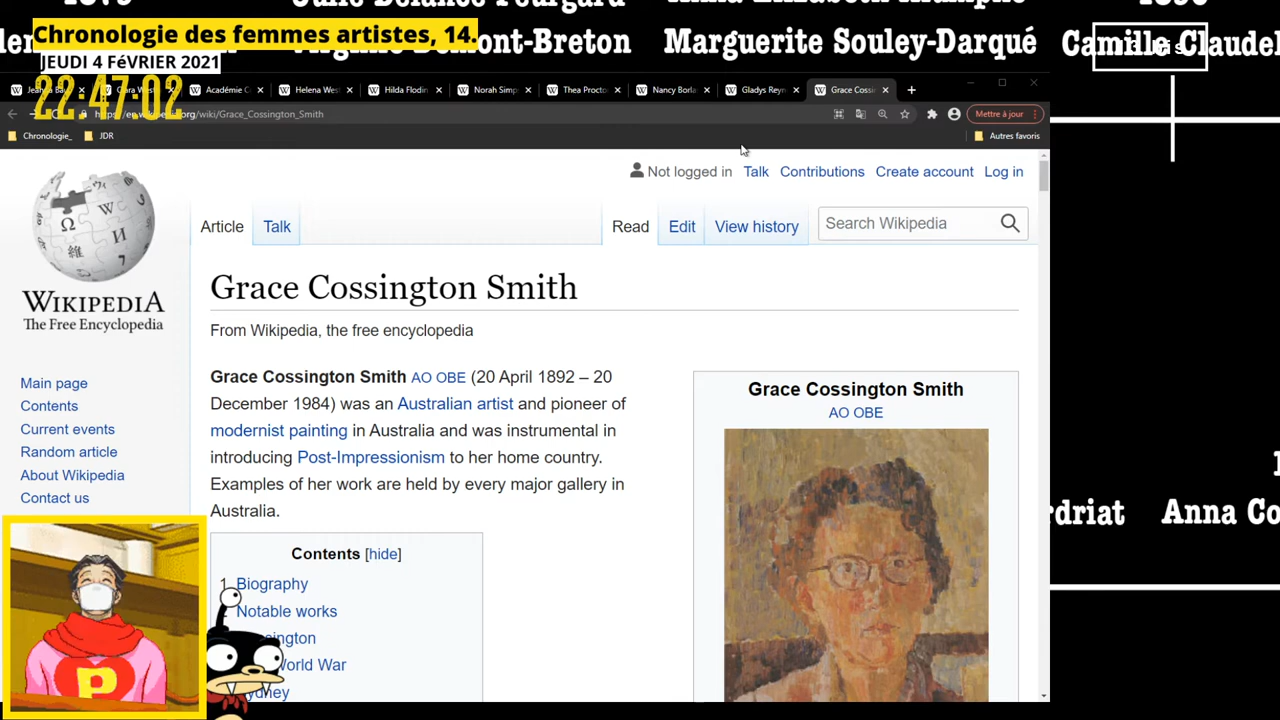 Chronologie des femmes artistes, 14.
JEUDI 4 FéVRIER 2021
22:47:02
Marguerite Souley-Darqué
Camille Claudel
Académie C
Helena Wes
Hilda Flodin
Norah Simp
Thea Procto
Nancy Borla
Gladys Reyn
Grace Cossi
.org/wiki/Grace_Cossington_Smith
Mettre à jour
Chronologie_ JDR Autres favoris
Not logged in Talk Contributions Create account Log in
Article Talk Read Edit View history Search Wikipedia
WIKIPEDIA
The Free Encyclopedia
Main page
Contents
Current events
Random article
About Wikipedia
Contact us
Grace Cossington Smith
From Wikipedia, the free encyclopedia
Grace Cossington Smith AO OBE (20 April 1892 – 20
December 1984) was an Australian artist and pioneer of
modernist painting in Australia and was instrumental in
introducing Post-Impressionism to her home country.
Examples of her work are held by every major gallery in
Australia.
Grace Cossington Smith
AO OBE
Contents [hide]
1 Biography
Notable works
ington
World War
ydney
P
rdriat Anna Co